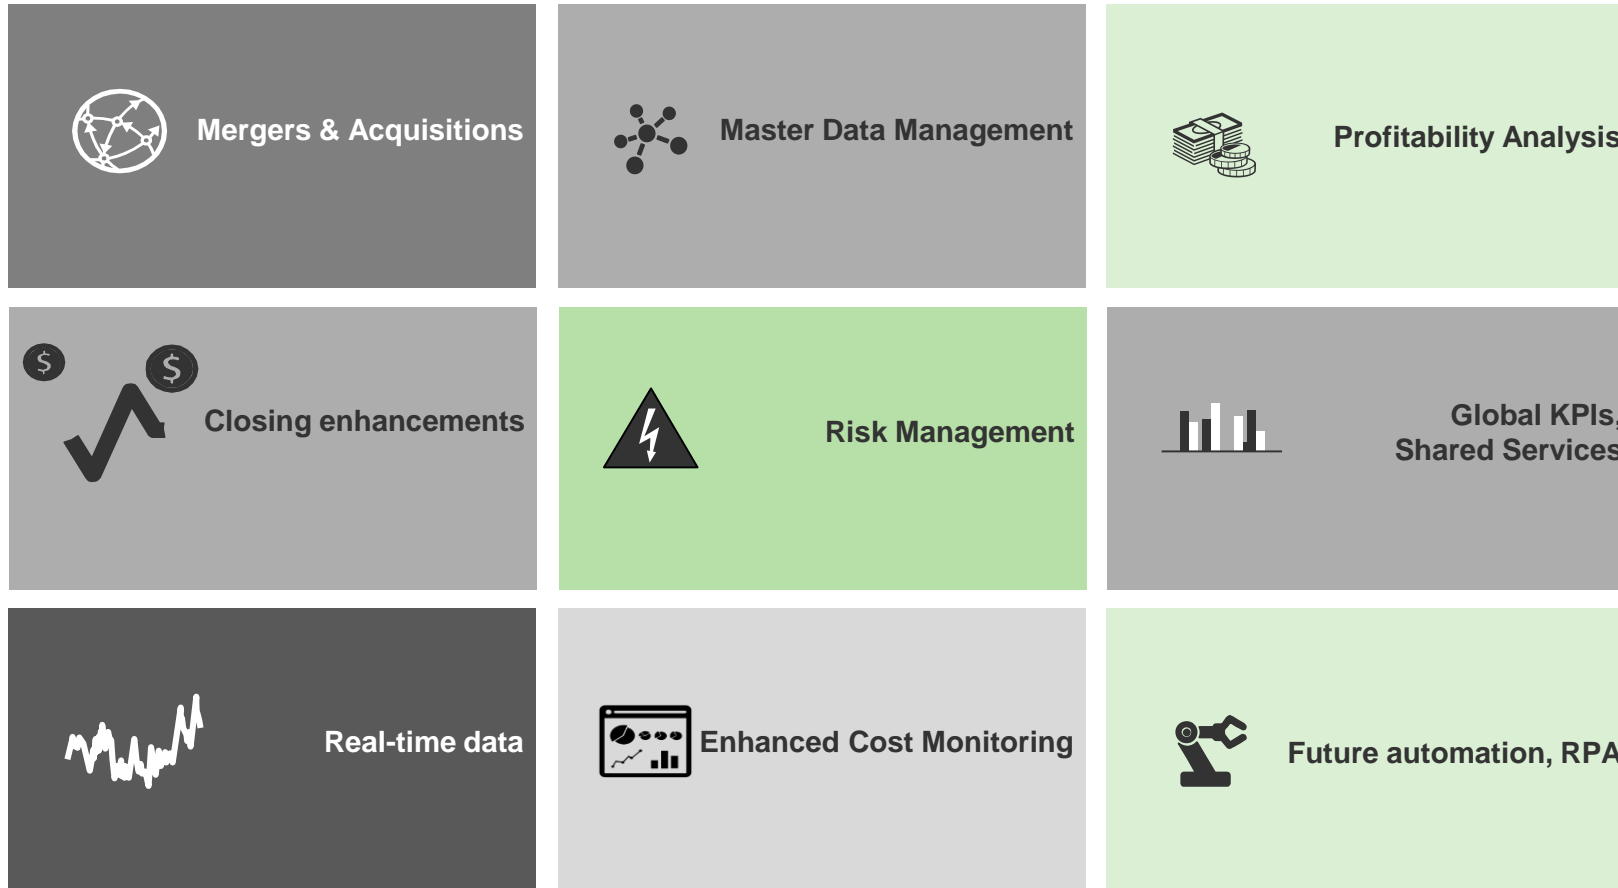 Mergers & Acquisitions
Master Data Management
Profitability Analysis
$
$
Closing enhancements
Risk Management
Global KPIs,
Shared Services
Real-time data
Enhanced Cost Monitoring
Future automation, RPA